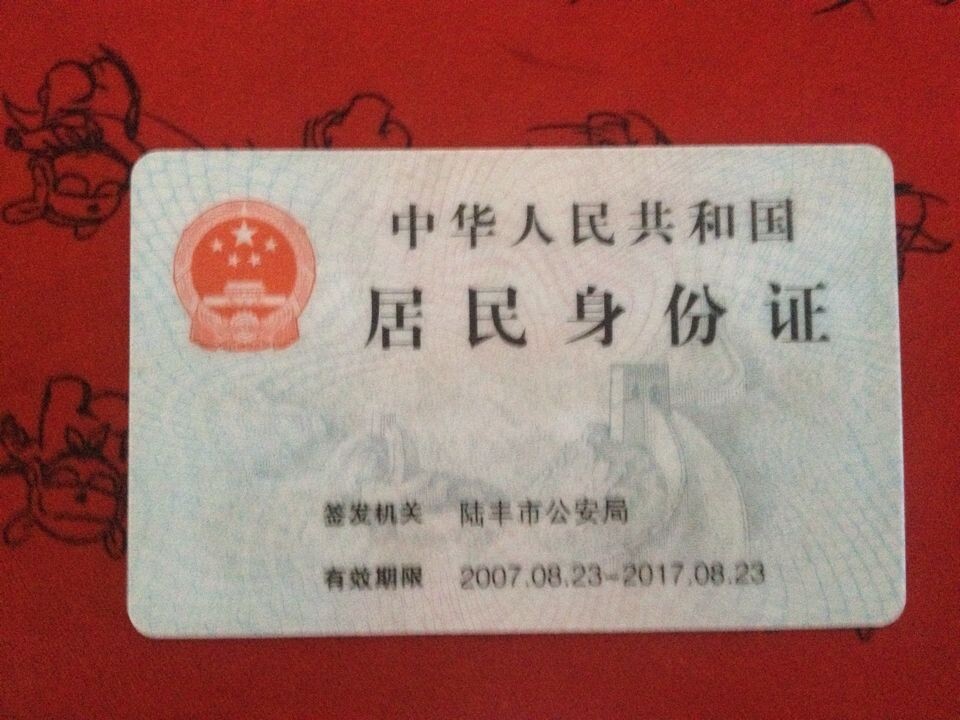 中华人民共和国
居民身份证
签发机关 陆丰市公安局
有效期限 2007.08.23-2017.08.23